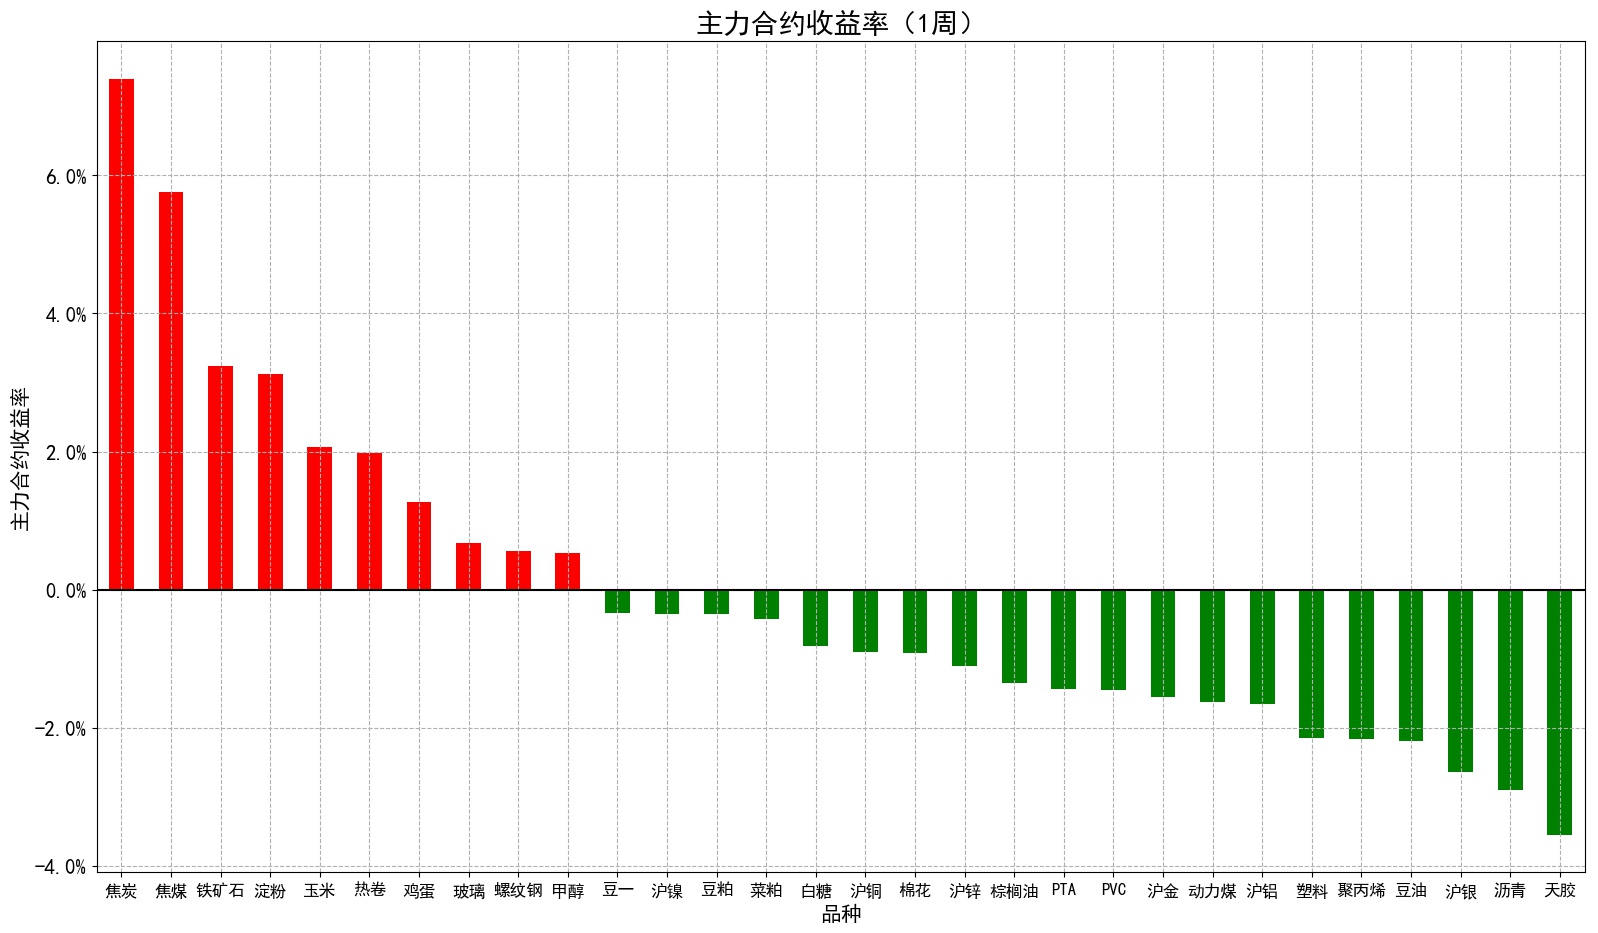 主力合约收益率（1周）
主力合约收益率
6.0%
4.0%
2.0%
0.0%
−2.0%
−4.0%
焦炭 焦煤 铁矿石 淀粉 玉米 热卷 鸡蛋 玻璃 螺纹钢 甲醇 豆一 沪镍 豆粕 菜粕 白糖 沪铜 棉花 沪锌 棕榈油 PTA PVC 沪金 动力煤 沪铝 塑料 聚丙烯 豆油 沪银 沥青 天胶
品种